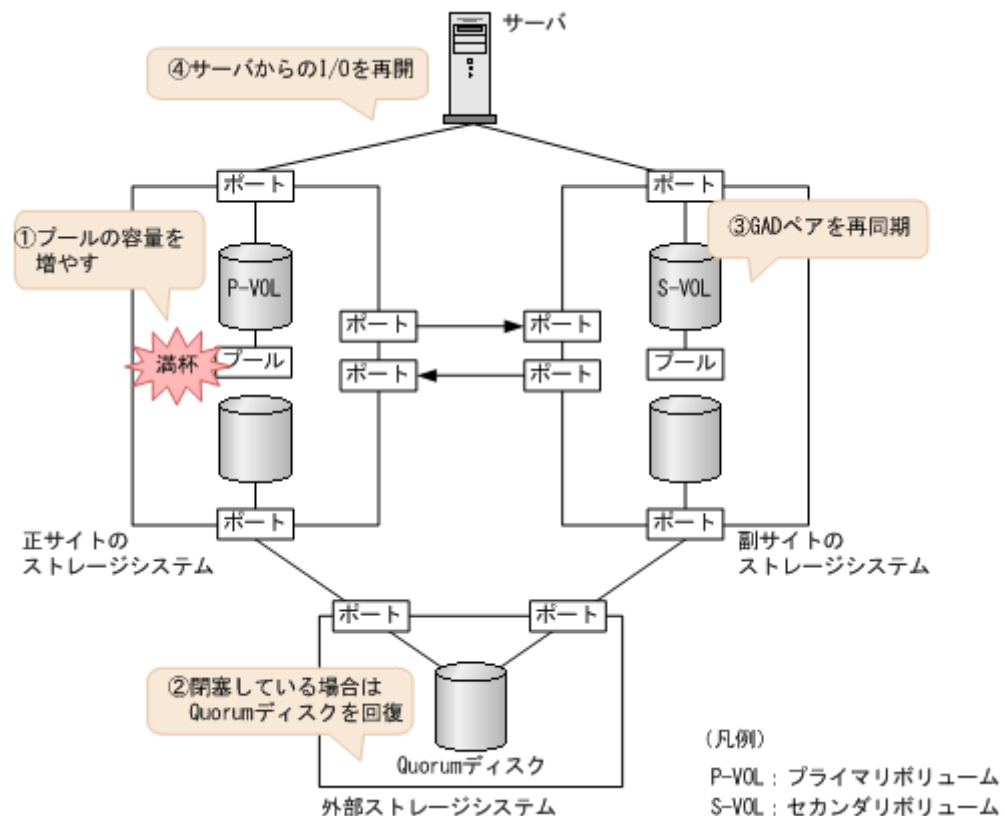 サーバ
④サーバからのI/Oを再開
ポート
ポート
①プールの容量を
増やす
③GADペアを再同期
P-VOL
S-VOL
ポート
ポート
満杯
プール
プール
ポート
ポート
ポート
ポート
正サイトの
ストレージシステム
副サイトの
ストレージシステム
ポート
ポート
②閉塞している場合は
Quorumディスクを回復
Quorumディスク
外部ストレージシステム
(凡例)
P-VOL:プライマリボリューム
S-VOL:セカンダリボリューム